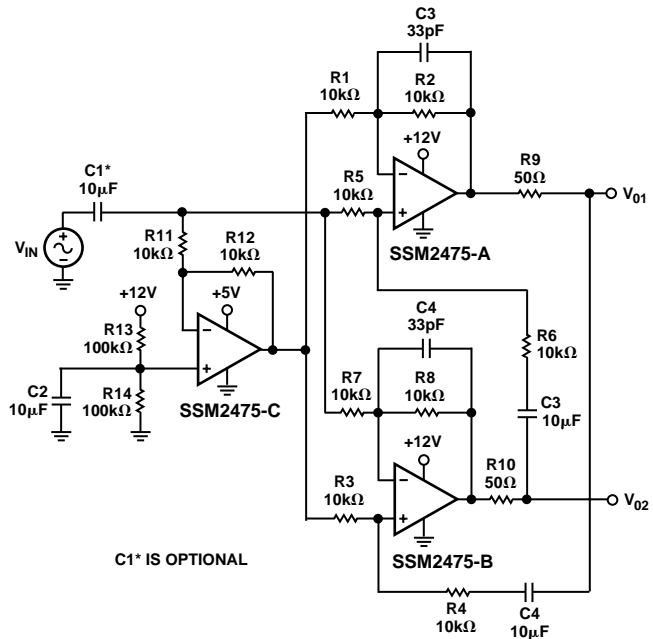 C3
33pF
R1
10kΩ
R2
10kΩ
+12V
C1*
10μF
R5
10kΩ
R9
50Ω
V01
VIN
R11
10kΩ
R12
10kΩ
SSM2475-A
+12V
R13
100kΩ
+5V
C4
33pF
R6
10kΩ
C2
10μF
R14
100kΩ
SSM2475-C
R7
10kΩ
R8
10kΩ
C3
10μF
+12V
R10
50Ω
R3
10kΩ
V02
SSM2475-B
C1* IS OPTIONAL
R4
10kΩ
C4
10μF